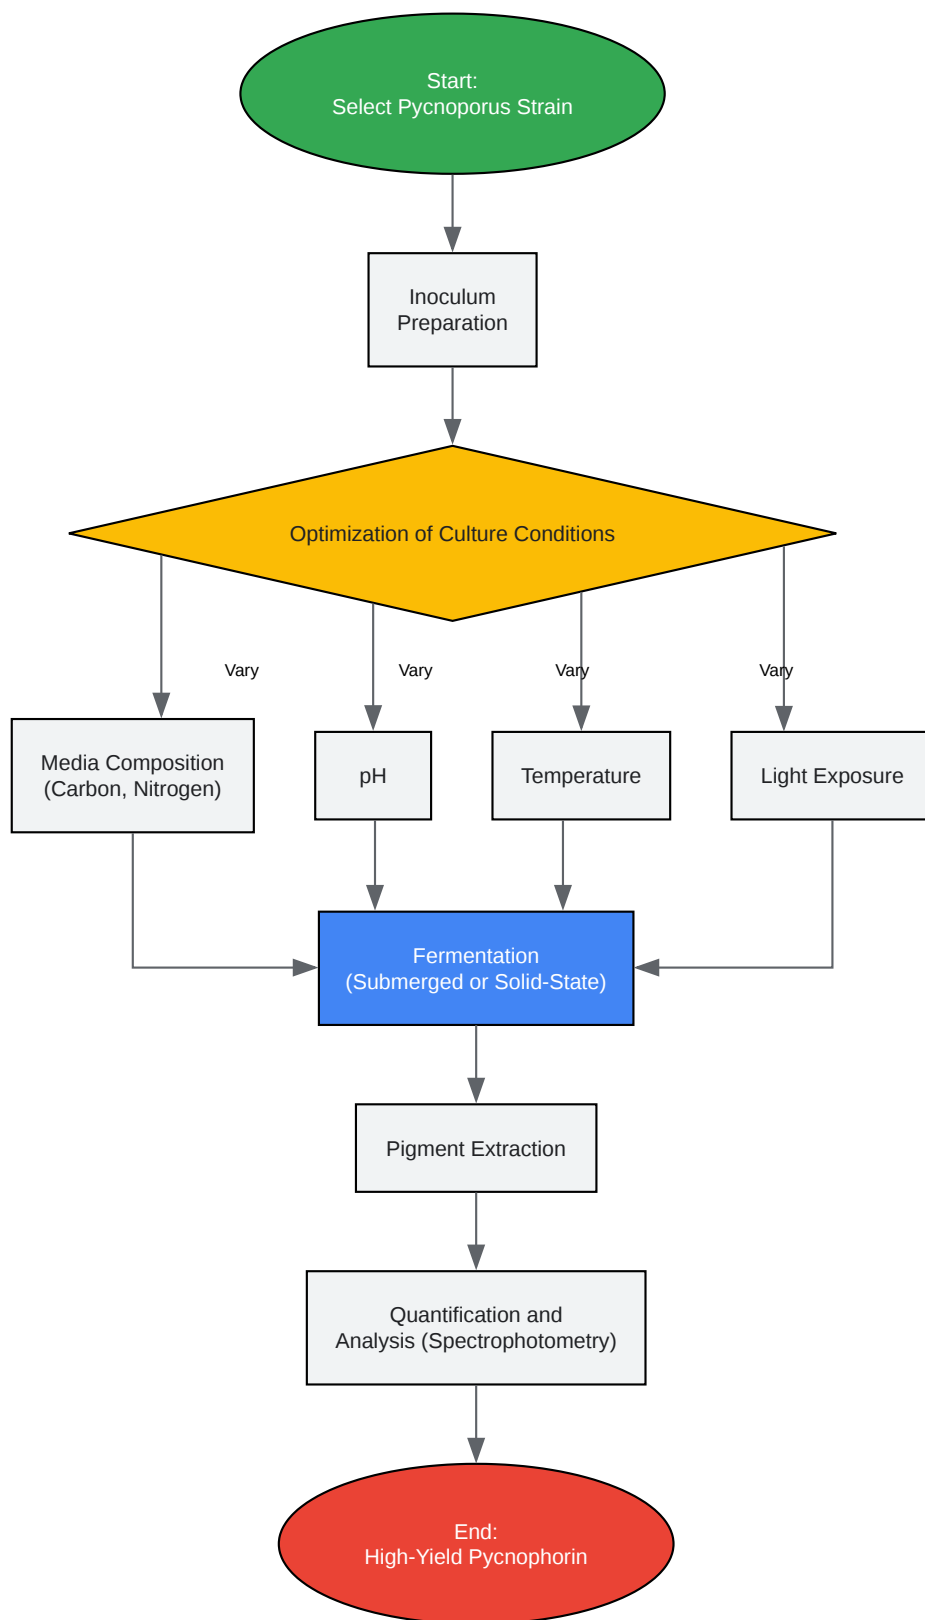 Start:
Select Pycnoporus Strain
Inoculum
Preparation
Optimization of Culture Conditions
Vary
Vary
Vary
Vary
Media Composition
(Carbon, Nitrogen)
pH
Temperature
Light Exposure
Fermentation
(Submerged or Solid-State)
Pigment Extraction
Quantification and
Analysis (Spectrophotometry)
End:
High-Yield Pycnophorin